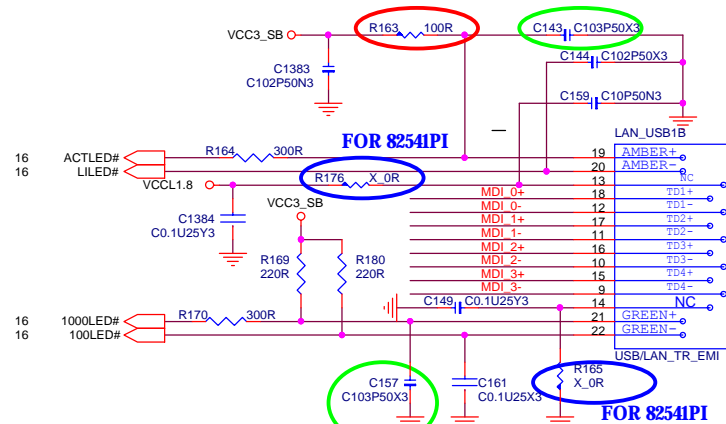 VCC3_SB R163 100R C143 C103P50X3
C1383 C102P50N3
C144 C102P50X3
C159 C10P50N3
LAN_USB1B
FOR 82541PI
16 ACTLED# R164 300R 19 AMBER+
16 LILED# 20 AMBER-
VCCL1.8 R176 X_0R 13 NC
MDI_0+ 18 TD1+
MDI_0- 12 TD1-
MDI_1+ 17 TD2+
MDI_1- 11 TD2-
MDI_2+ 16 TD3+
MDI_2- 10 TD3-
MDI_3+ 15 TD4+
MDI_3- 9 TD4-
C1384 C0.1U25Y3
VCC3_SB
R169 220R
R180 220R
C149 C0.1U25Y3 14 NC
16 1000LED# R170 300R 21 GREEN+
16 100LED# 22 GREEN-
USB/LAN_TR_EMI
C157 C103P50X3
C161 C0.1U25X3
R165 X_0R
FOR 82541PI